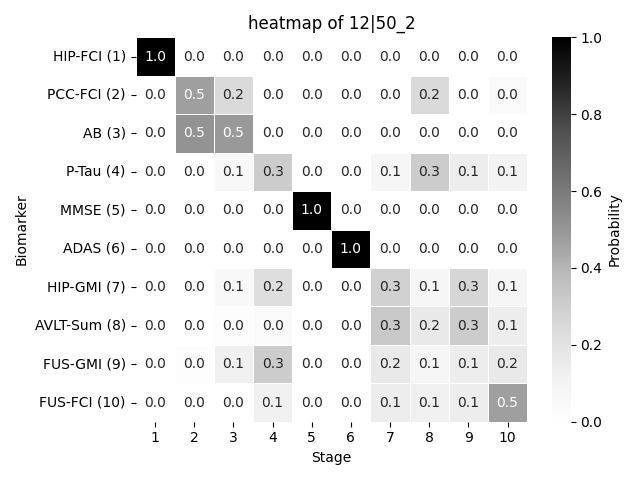 heatmap of 12|50_2
HIP-FCI (1) 1.0 0.0 0.0 0.0 0.0 0.0 0.0 0.0 0.0 0.0
PCC-FCI (2) 0.0 0.5 0.2 0.0 0.0 0.0 0.0 0.2 0.0 0.0
AB (3) 0.0 0.5 0.5 0.0 0.0 0.0 0.0 0.0 0.0 0.0
P-Tau (4) 0.0 0.0 0.1 0.3 0.0 0.0 0.1 0.3 0.1 0.1
MMSE (5) 0.0 0.0 0.0 0.0 1.0 0.0 0.0 0.0 0.0 0.0
ADAS (6) 0.0 0.0 0.0 0.0 0.0 1.0 0.0 0.0 0.0 0.0
HIP-GMI (7) 0.0 0.0 0.1 0.2 0.0 0.0 0.3 0.1 0.3 0.1
AVLT-Sum (8) 0.0 0.0 0.0 0.0 0.0 0.0 0.3 0.2 0.3 0.1
FUS-GMI (9) 0.0 0.0 0.1 0.3 0.0 0.0 0.2 0.1 0.1 0.2
FUS-FCI (10) 0.0 0.0 0.0 0.1 0.0 0.0 0.1 0.1 0.1 0.5
1 2 3 4 5 6 7 8 9 10
Stage
Biomarker
1.0
0.8
0.6
0.4
0.2
0.0
Probability